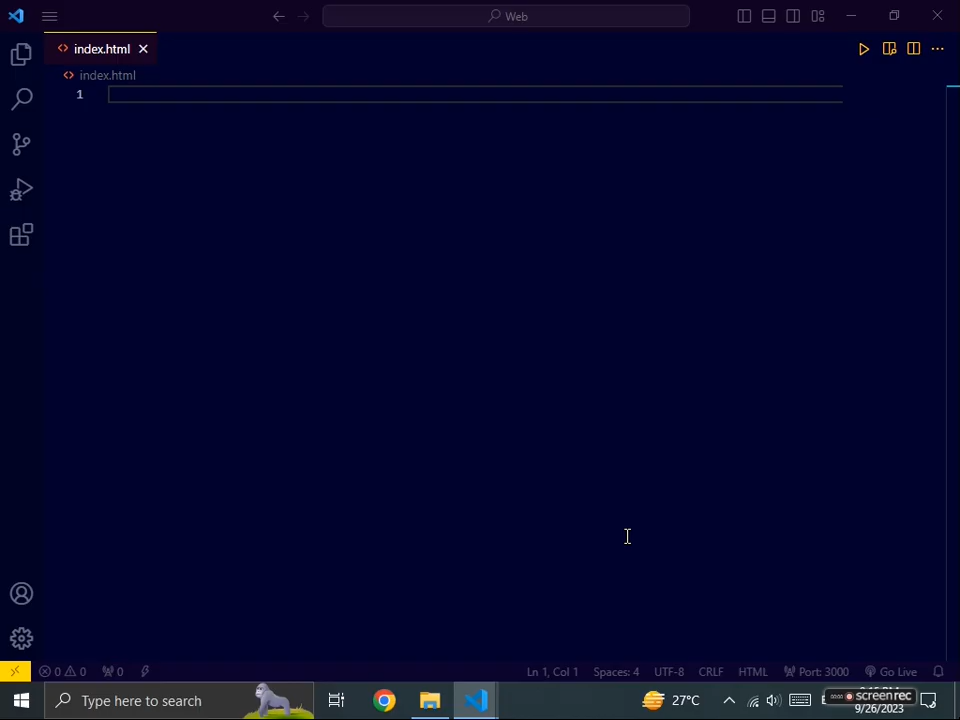 Web
index.html
index.html
1
0 0 0
Ln 1, Col 1 Spaces: 4 UTF-8 CRLF HTML Port: 3000 Go Live
Type here to search
27°C
screenrec
9/26/2023